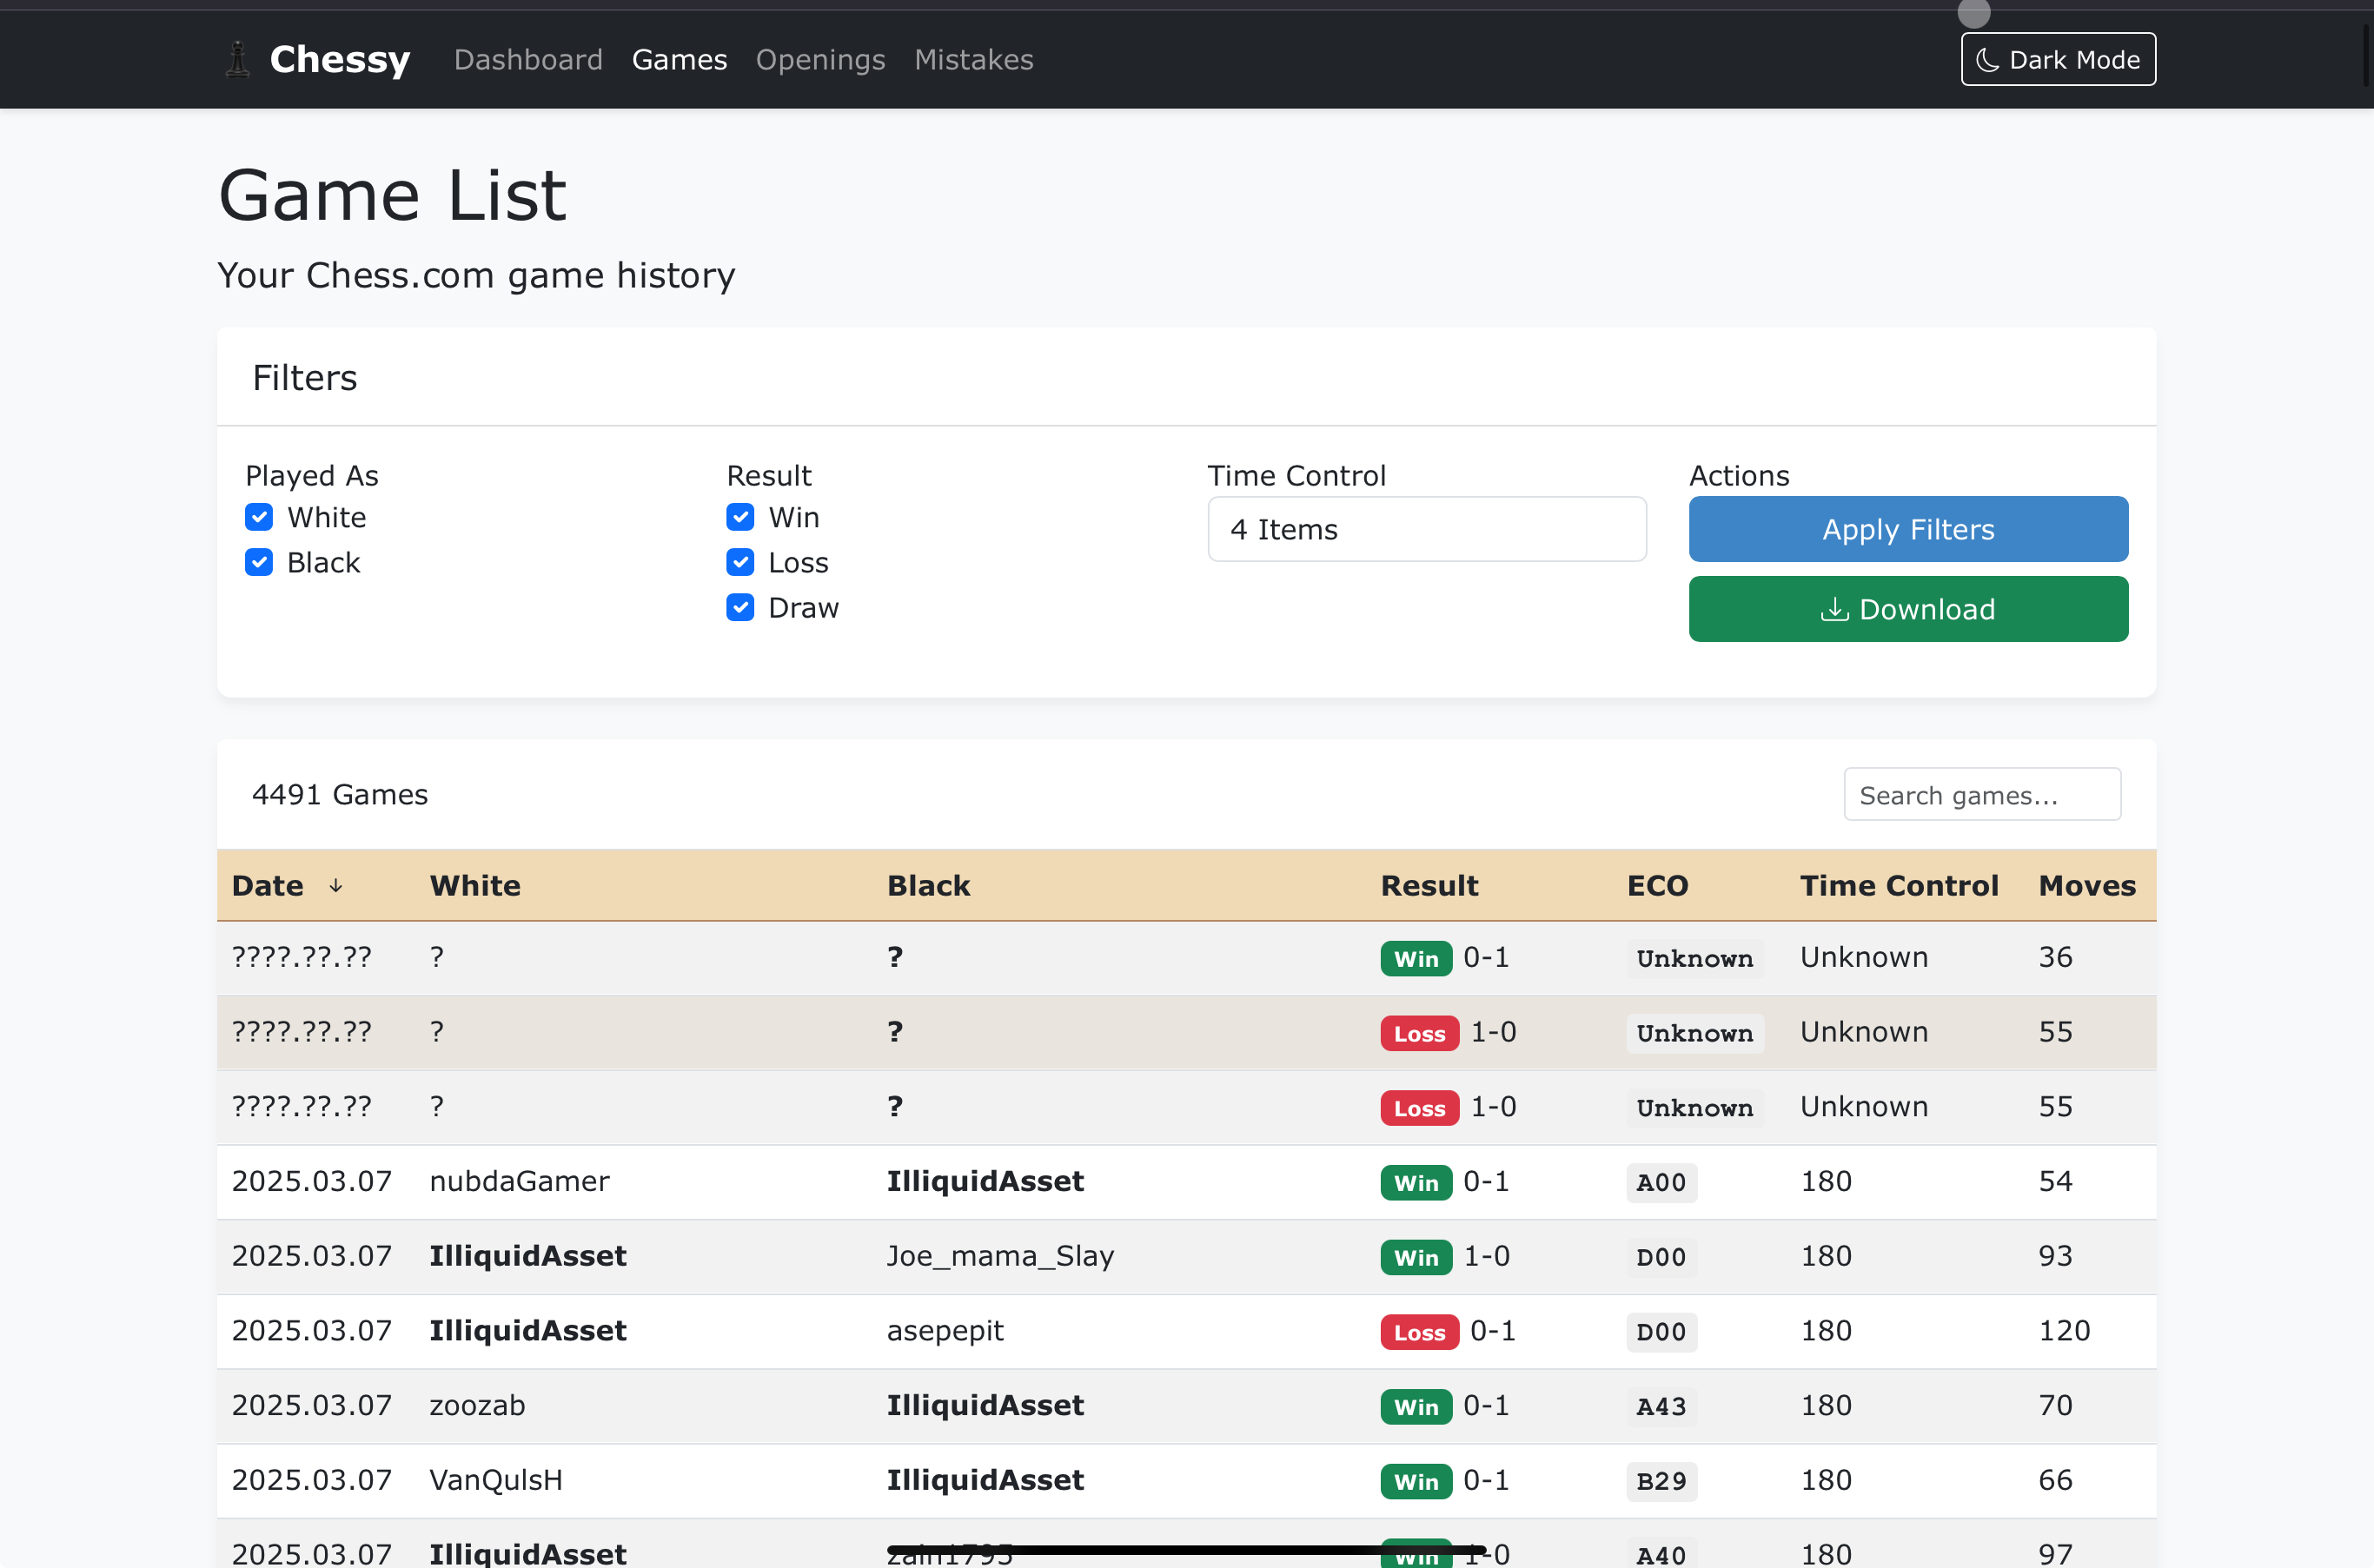 Chessy Dashboard Games Openings Mistakes Dark Mode
Game List
Your Chess.com game history
Filters
Played As Result Time Control Actions
White Win 4 Items Apply Filters
Black Loss Download
Draw
4491 Games Search games...
Date White Black Result ECO Time Control Moves
????.??.?? ? ? Win 0-1 Unknown Unknown 36
????.??.?? ? ? Loss 1-0 Unknown Unknown 55
????.??.?? ? ? Loss 1-0 Unknown Unknown 55
2025.03.07 nubdaGamer IlliquidAsset Win 0-1 A00 180 54
2025.03.07 IlliquidAsset Joe_mama_Slay Win 1-0 D00 180 93
2025.03.07 IlliquidAsset asepepit Loss 0-1 D00 180 120
2025.03.07 zoozab IlliquidAsset Win 0-1 A43 180 70
2025.03.07 VanQulsH IlliquidAsset Win 0-1 B29 180 66
2025.03.07 IlliquidAsset Win 1-0 A40 180 97